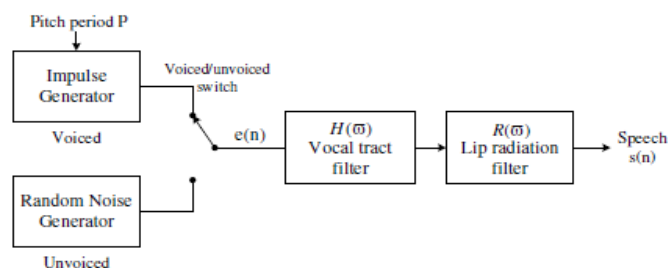 Pitch period P
Impulse
Generator
Voiced
Voiced/unvoiced
switch
e(n)
H(ϖ)
Vocal tract
filter
R(ϖ)
Lip radiation
filter
Speech
s(n)
Random Noise
Generator
Unvoiced